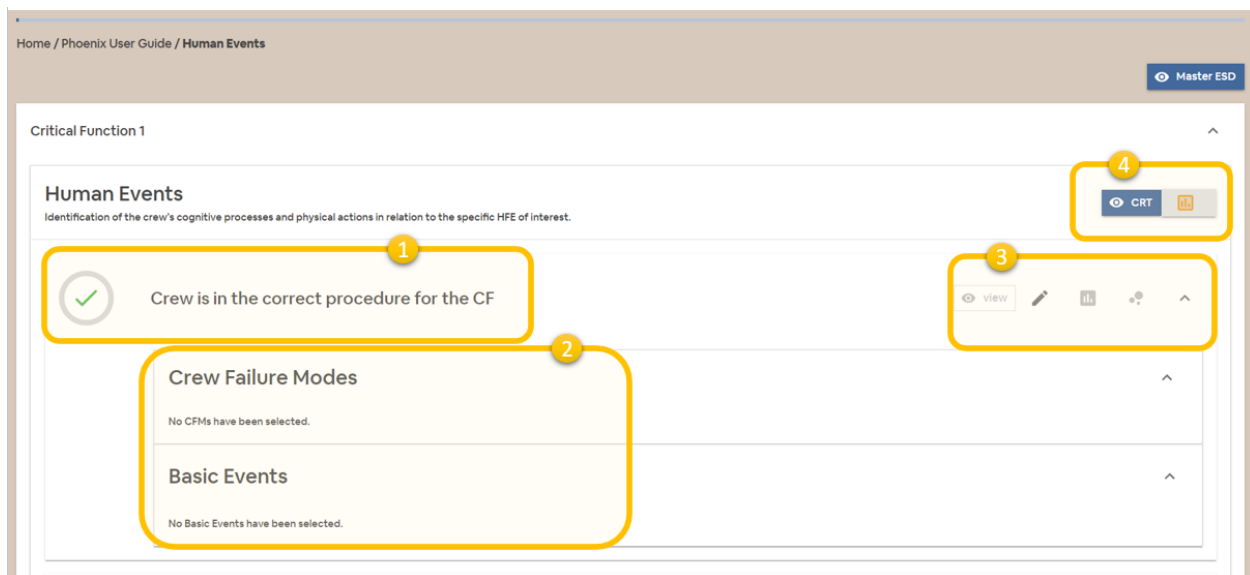 Home / Phoenix User Guide / Human Events
Master ESD
Critical Function 1
4
Human Events
CRT
Identification of the crew's cognitive processes and physical actions in relation to the specific HFE of interest.
1
3
Crew is in the correct procedure for the CF
view
2
Crew Failure Modes
No CFMs have been selected.
Basic Events
No Basic Events have been selected.